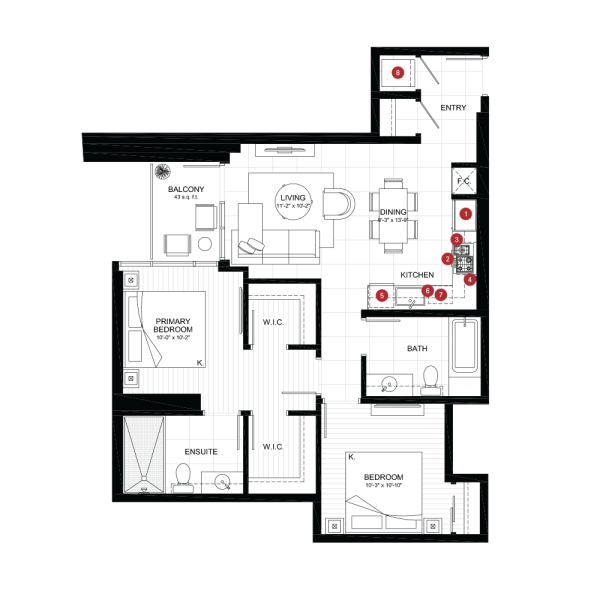 8
ENTRY
F.C.
BALCONY
43 s.q. f.t.
LIVING
11'-2" x 10'-2"
DINING
8'-3" x 13'-9"
1
3
2
4
KITCHEN
5
6
7
W.I.C.
PRIMARY
BEDROOM
10'-0" x 10'-2"
K.
BATH
W.I.C.
ENSUITE
K.
BEDROOM
10'-3" x 10'-10"